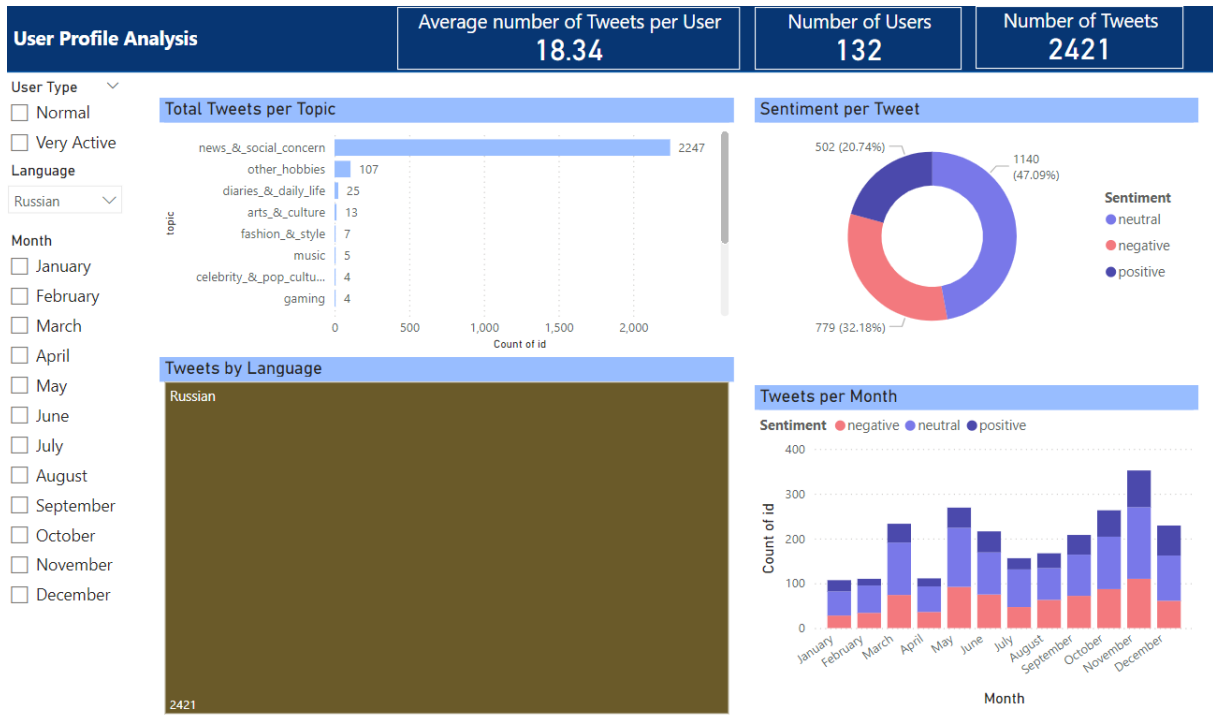 User Profile Analysis
Average number of Tweets per User
18.34
Number of Users
132
Number of Tweets
2421
User Type
Normal
Very Active
Language
Russian
Month
January
February
March
April
May
June
July
August
September
October
November
December
Total Tweets per Topic
topic
news_&_social_concern 2247
other_hobbies 107
diaries_&_daily_life 25
arts_&_culture 13
fashion_&_style 7
music 5
celebrity_&_pop_cultu... 4
gaming 4
0 500 1,000 1,500 2,000
Count of id
Sentiment per Tweet
502 (20.74%)
1140
(47.09%)
779 (32.18%)
Sentiment
neutral
negative
positive
Tweets by Language
Russian
2421
Tweets per Month
Sentiment negative neutral positive
Count of id
400
300
200
100
0
January February March April May June July August September October November December
Month